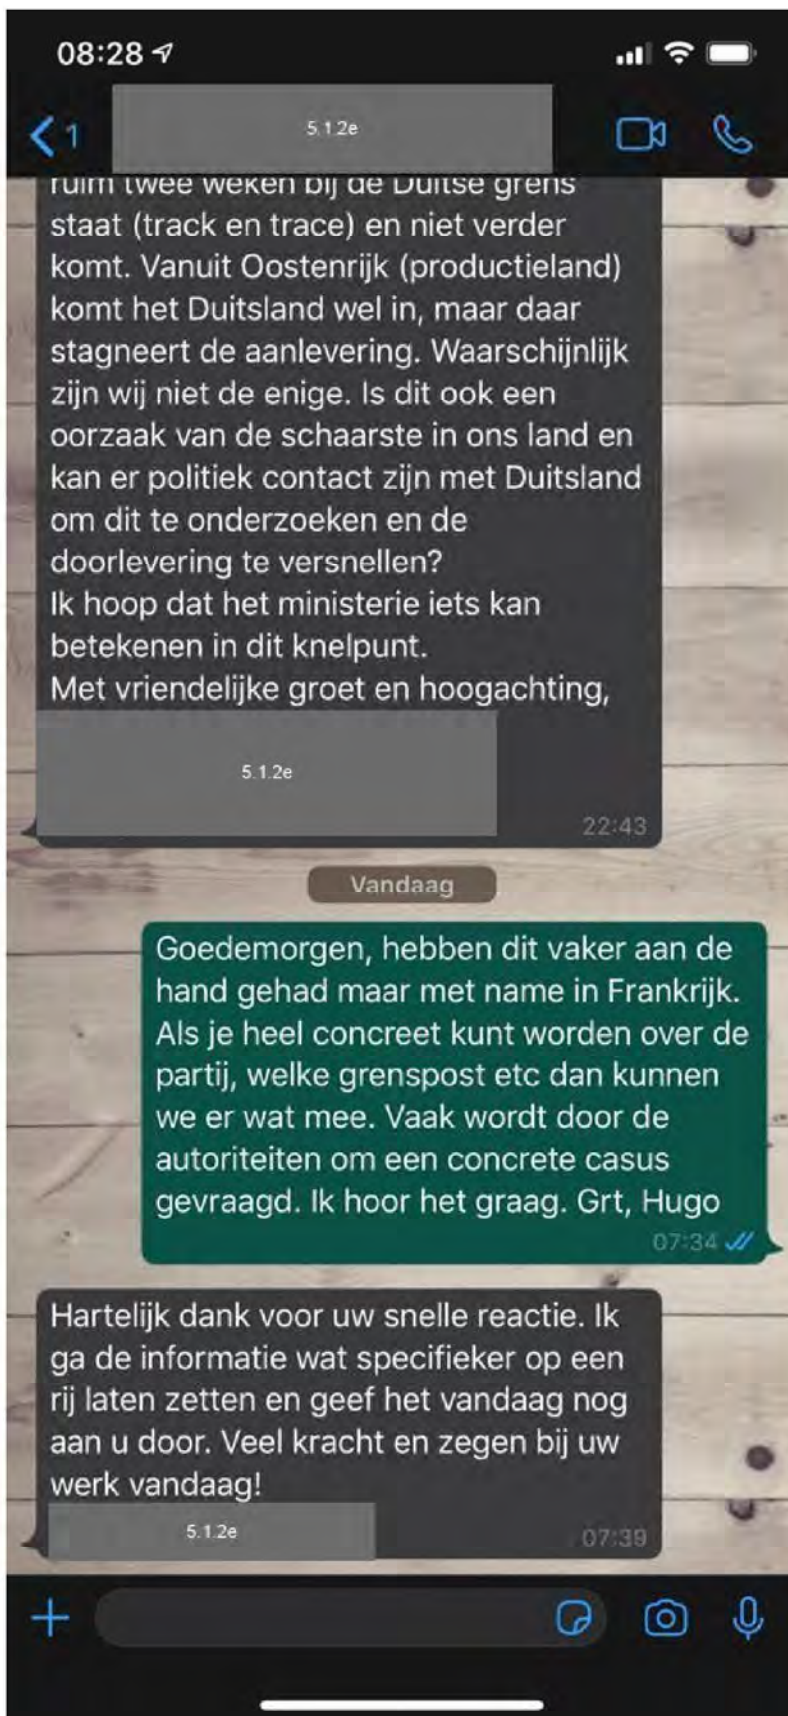 08:28
1
5.1.2e
ruim twee weken bij de Duitse grens
staat (track en trace) en niet verder
komt. Vanuit Oostenrijk (productieland)
komt het Duitsland wel in, maar daar
stagneert de aanlevering. Waarschijnlijk
zijn wij niet de enige. Is dit ook een
oorzaak van de schaarste in ons land en
kan er politiek contact zijn met Duitsland
om dit te onderzoeken en de
doorlevering te versnellen?
Ik hoop dat het ministerie iets kan
betekenen in dit knelpunt.
Met vriendelijke groet en hoogachting,
5.1.2e
22:43
Vandaag
Goedemorgen, hebben dit vaker aan de
hand gehad maar met name in Frankrijk.
Als je heel concreet kunt worden over de
partij, welke grenspost etc dan kunnen
we er wat mee. Vaak wordt door de
autoriteiten om een concrete casus
gevraagd. Ik hoor het graag. Grt, Hugo
07:34
Hartelijk dank voor uw snelle reactie. Ik
ga de informatie wat specifieker op een
rij laten zetten en geef het vandaag nog
aan u door. Veel kracht en zegen bij uw
werk vandaag!
5.1.2e
07:39